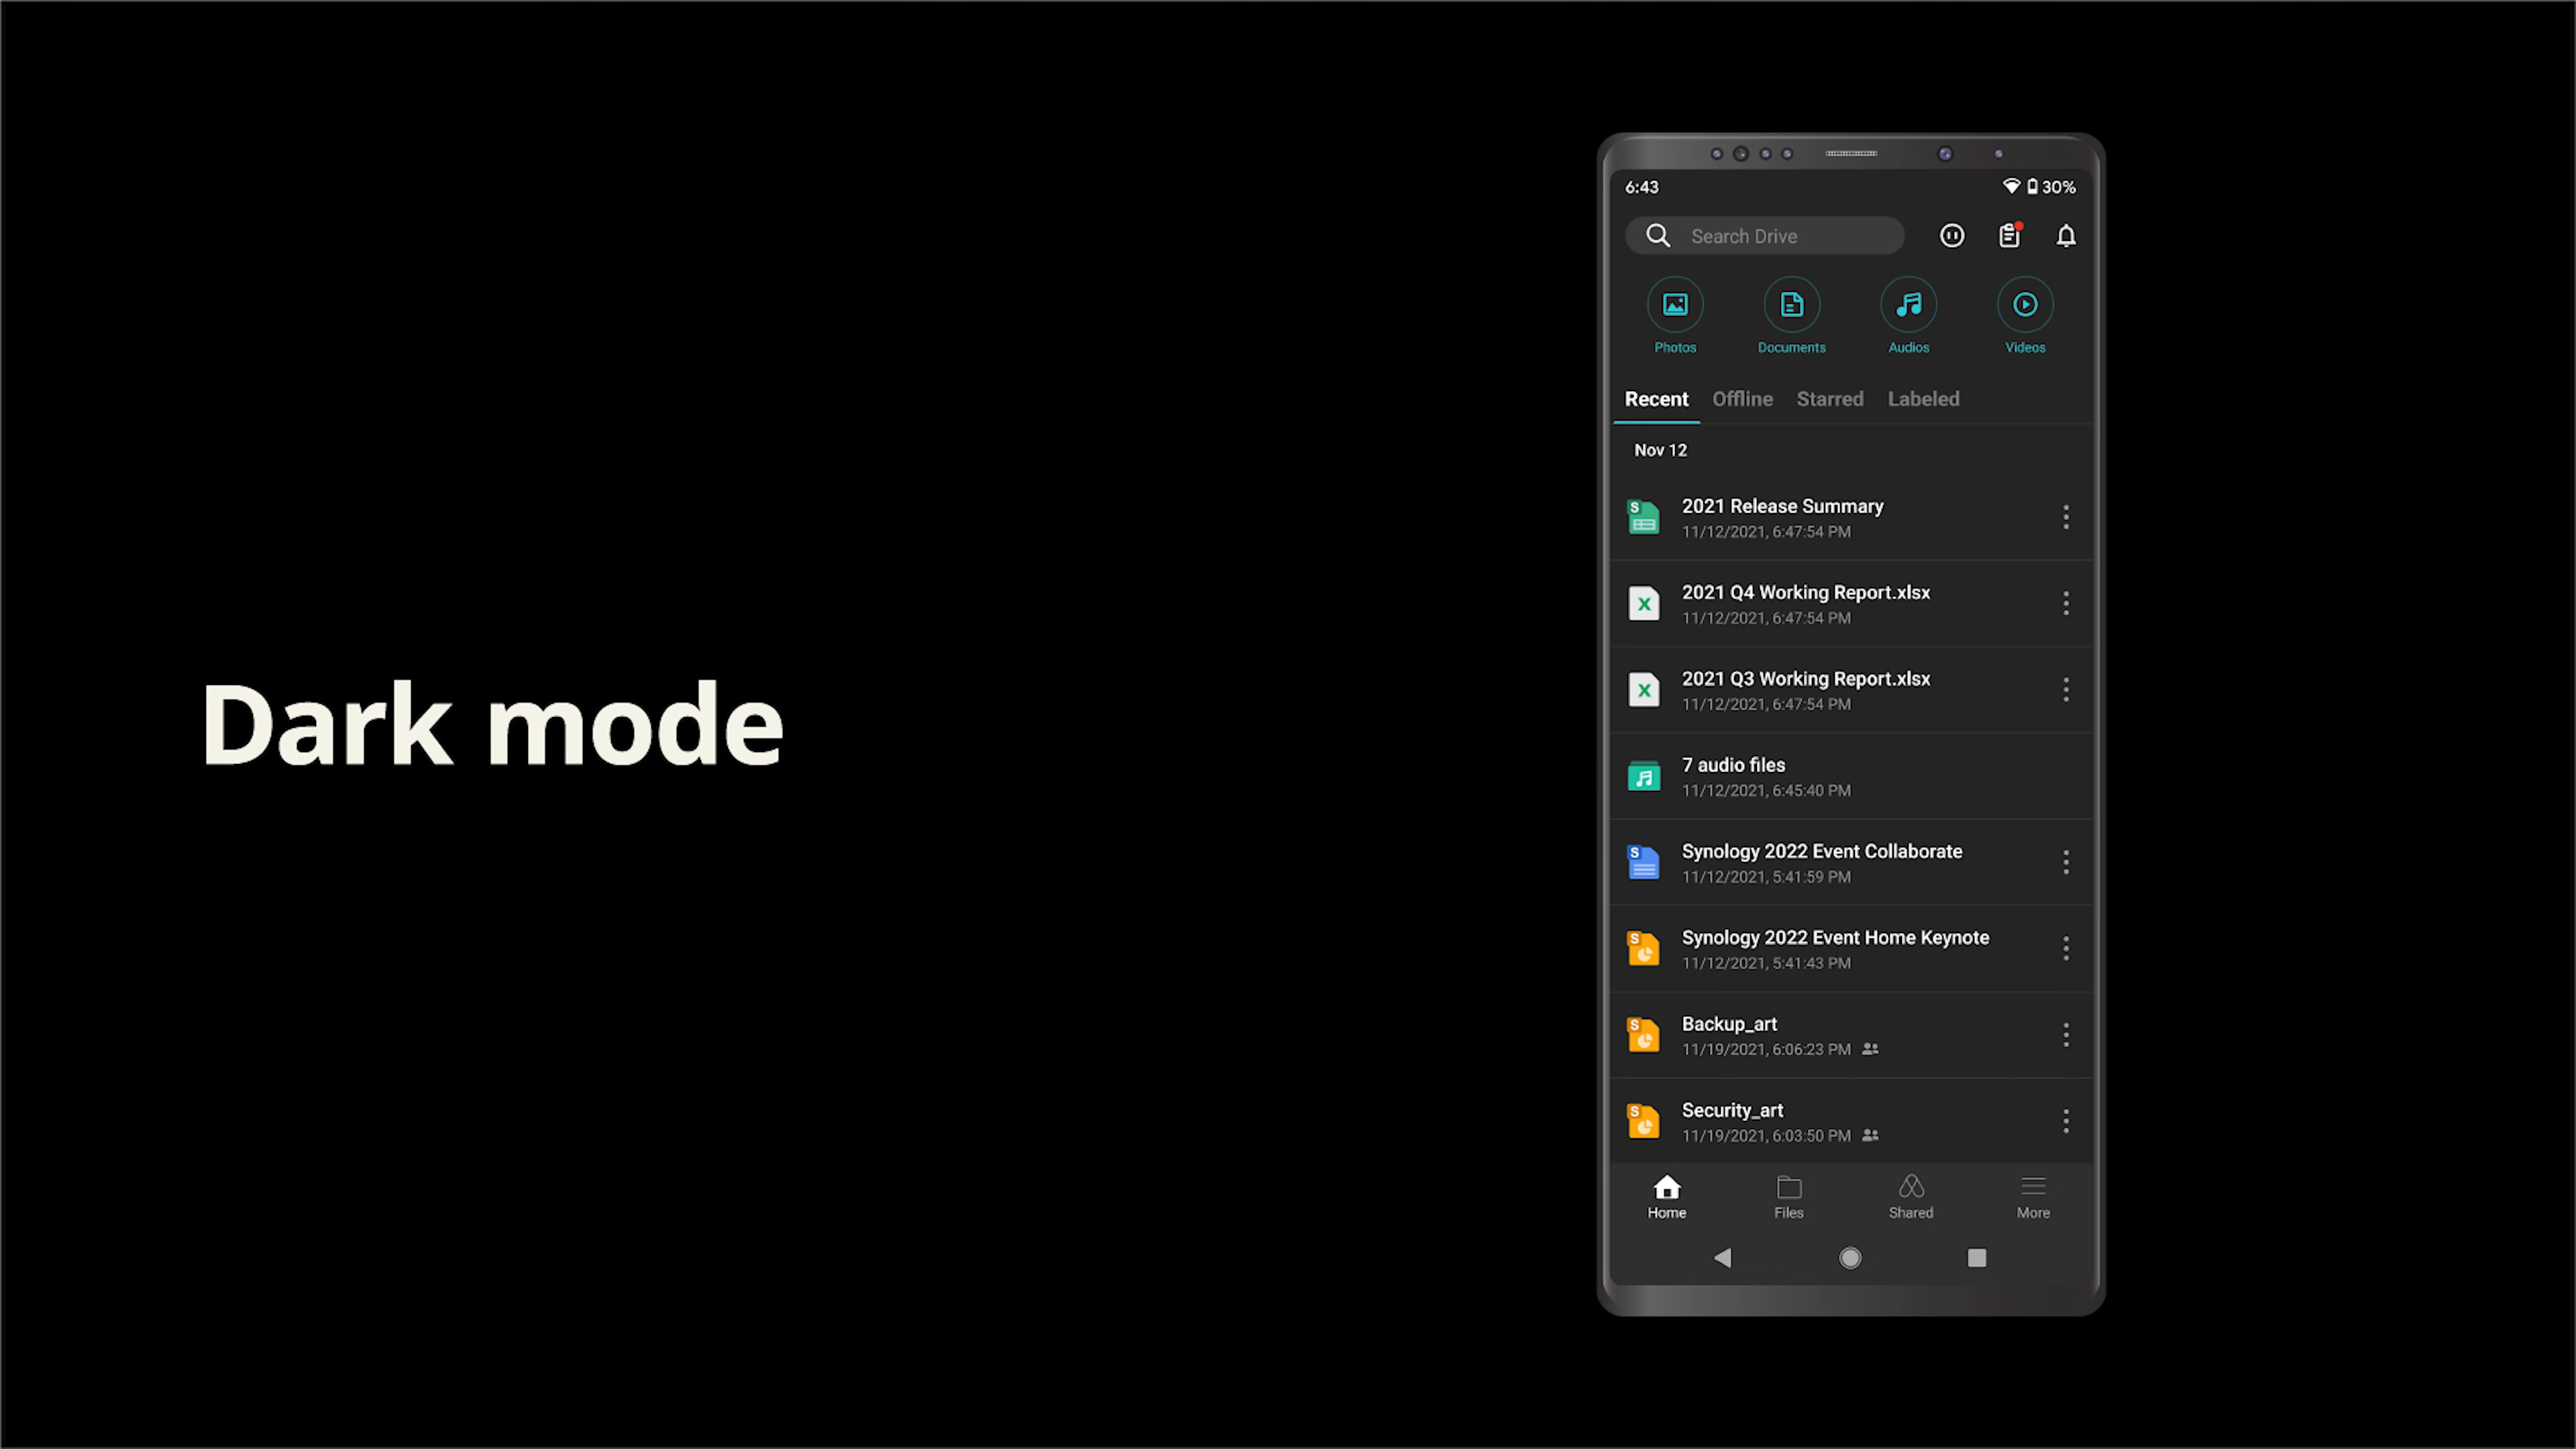 Dark mode
6:43
30%
Search Drive
Photos
Documents
Audios
Videos
Recent
Offline
Starred
Labeled
Nov 12
S
2021 Release Summary
11/12/2021, 6:47:54 PM
X
2021 Q4 Working Report.xlsx
11/12/2021, 6:47:54 PM
X
2021 Q3 Working Report.xlsx
11/12/2021, 6:47:54 PM
7 audio files
11/12/2021, 6:45:40 PM
S
Synology 2022 Event Collaborate
11/12/2021, 5:41:59 PM
S
Synology 2022 Event Home Keynote
11/12/2021, 5:41:43 PM
S
Backup_art
11/19/2021, 6:06:23 PM
S
Security_art
11/19/2021, 6:03:50 PM
Home
Files
Shared
More